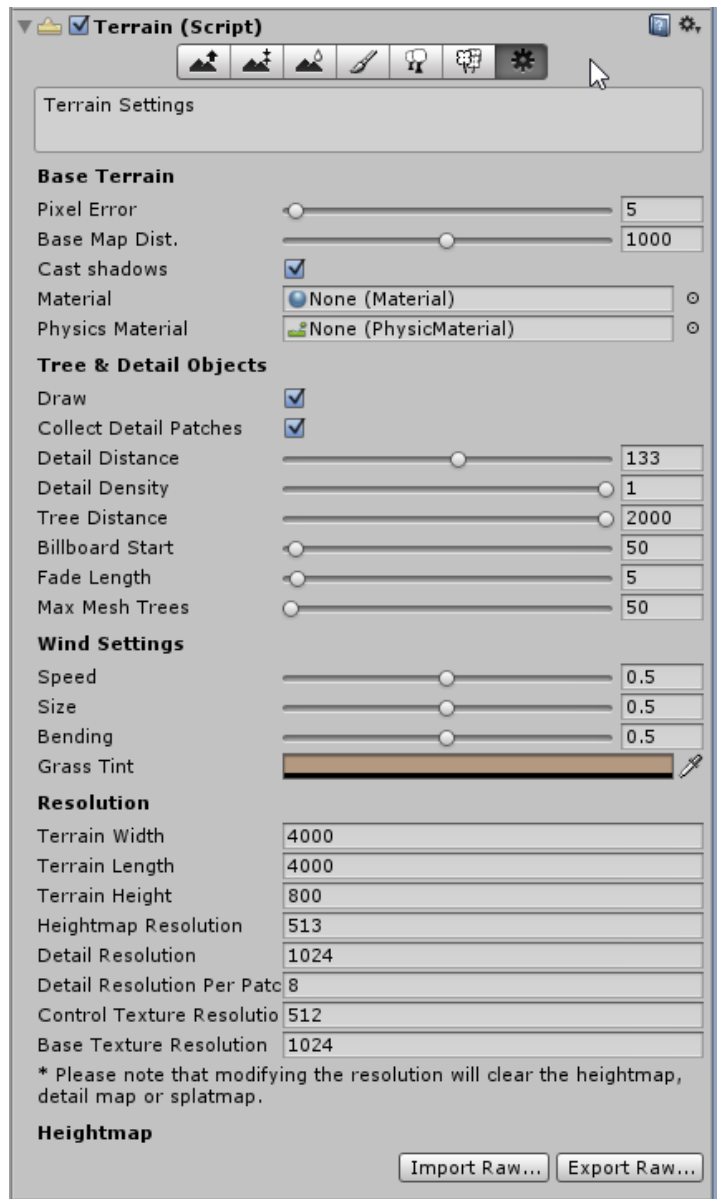 Terrain (Script)
Terrain Settings
Base Terrain
Pixel Error 5
Base Map Dist. 1000
Cast shadows
Material None (Material)
Physics Material None (PhysicMaterial)
Tree & Detail Objects
Draw
Collect Detail Patches
Detail Distance 133
Detail Density 1
Tree Distance 2000
Billboard Start 50
Fade Length 5
Max Mesh Trees 50
Wind Settings
Speed 0.5
Size 0.5
Bending 0.5
Grass Tint
Resolution
Terrain Width 4000
Terrain Length 4000
Terrain Height 800
Heightmap Resolution 513
Detail Resolution 1024
Detail Resolution Per Patc 8
Control Texture Resolutio 512
Base Texture Resolution 1024
* Please note that modifying the resolution will clear the heightmap,
detail map or splatmap.
Heightmap
Import Raw... Export Raw...